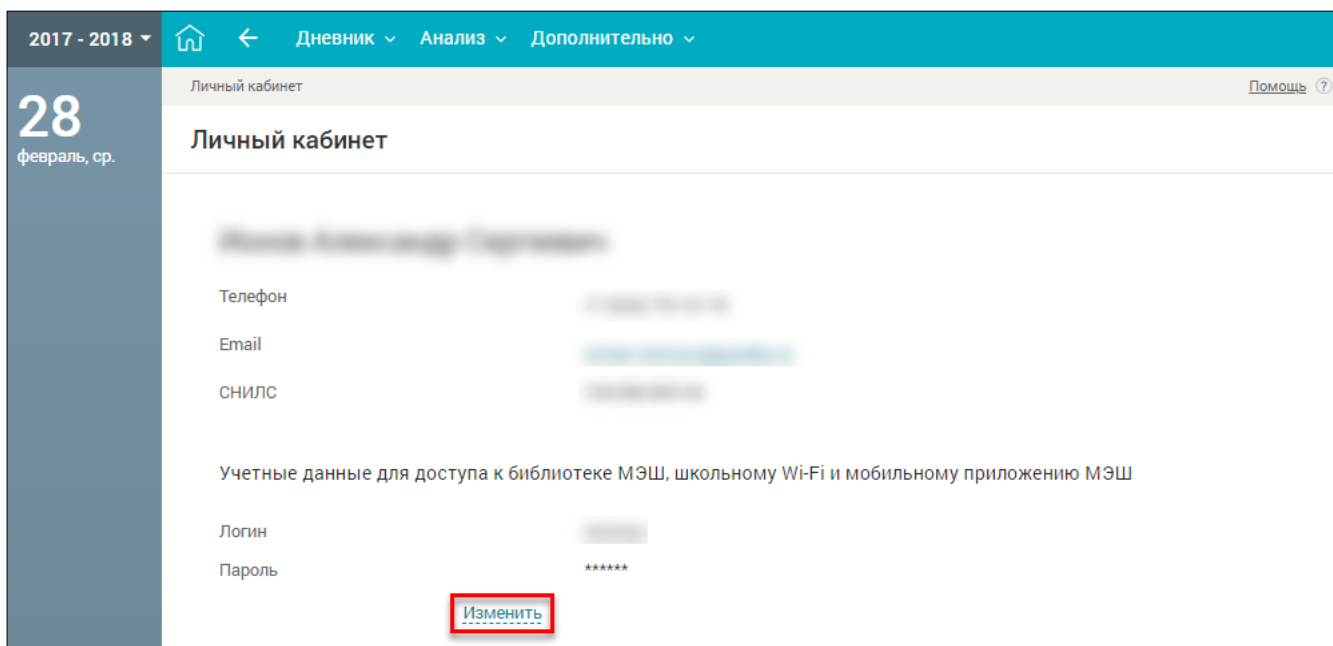 2017 - 2018 Дневник Анализ Дополнительно
28
февраль, ср.
Личный кабинет Помощь ?
Личный кабинет
Телефон
Email
СНИЛС
Учетные данные для доступа к библиотеке МЭШ, школьному Wi-Fi и мобильному приложению МЭШ
Логин
Пароль ******
Изменить